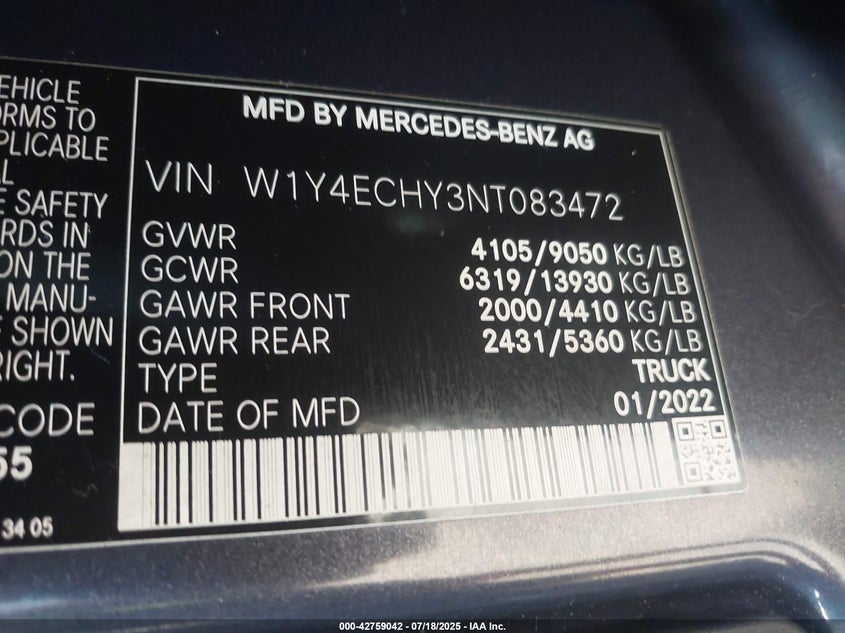 EHICLE
ORMS TO
PLICABLE
L
E SAFETY
RDS IN
ON THE
MANU-
E SHOWN
RIGHT.
CODE
55
34 05
MFD BY MERCEDES-BENZ AG
VIN W1Y4ECHY3NT083472
GVWR 4105/9050 KG/LB
GCWR 6319/13930 KG/LB
GAWR FRONT 2000/4410 KG/LB
GAWR REAR 2431/5360 KG/LB
TYPE TRUCK
DATE OF MFD 01/2022
000-42759042 - 07/18/2025 - IAA Inc.